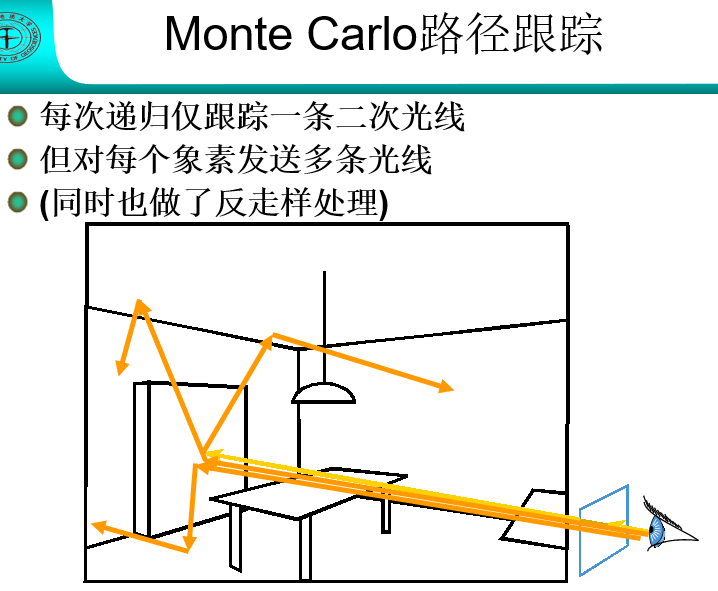 Monte Carlo路径跟踪
每次递归仅跟踪一条二次光线
但对每个象素发送多条光线
(同时也做了反走样处理)